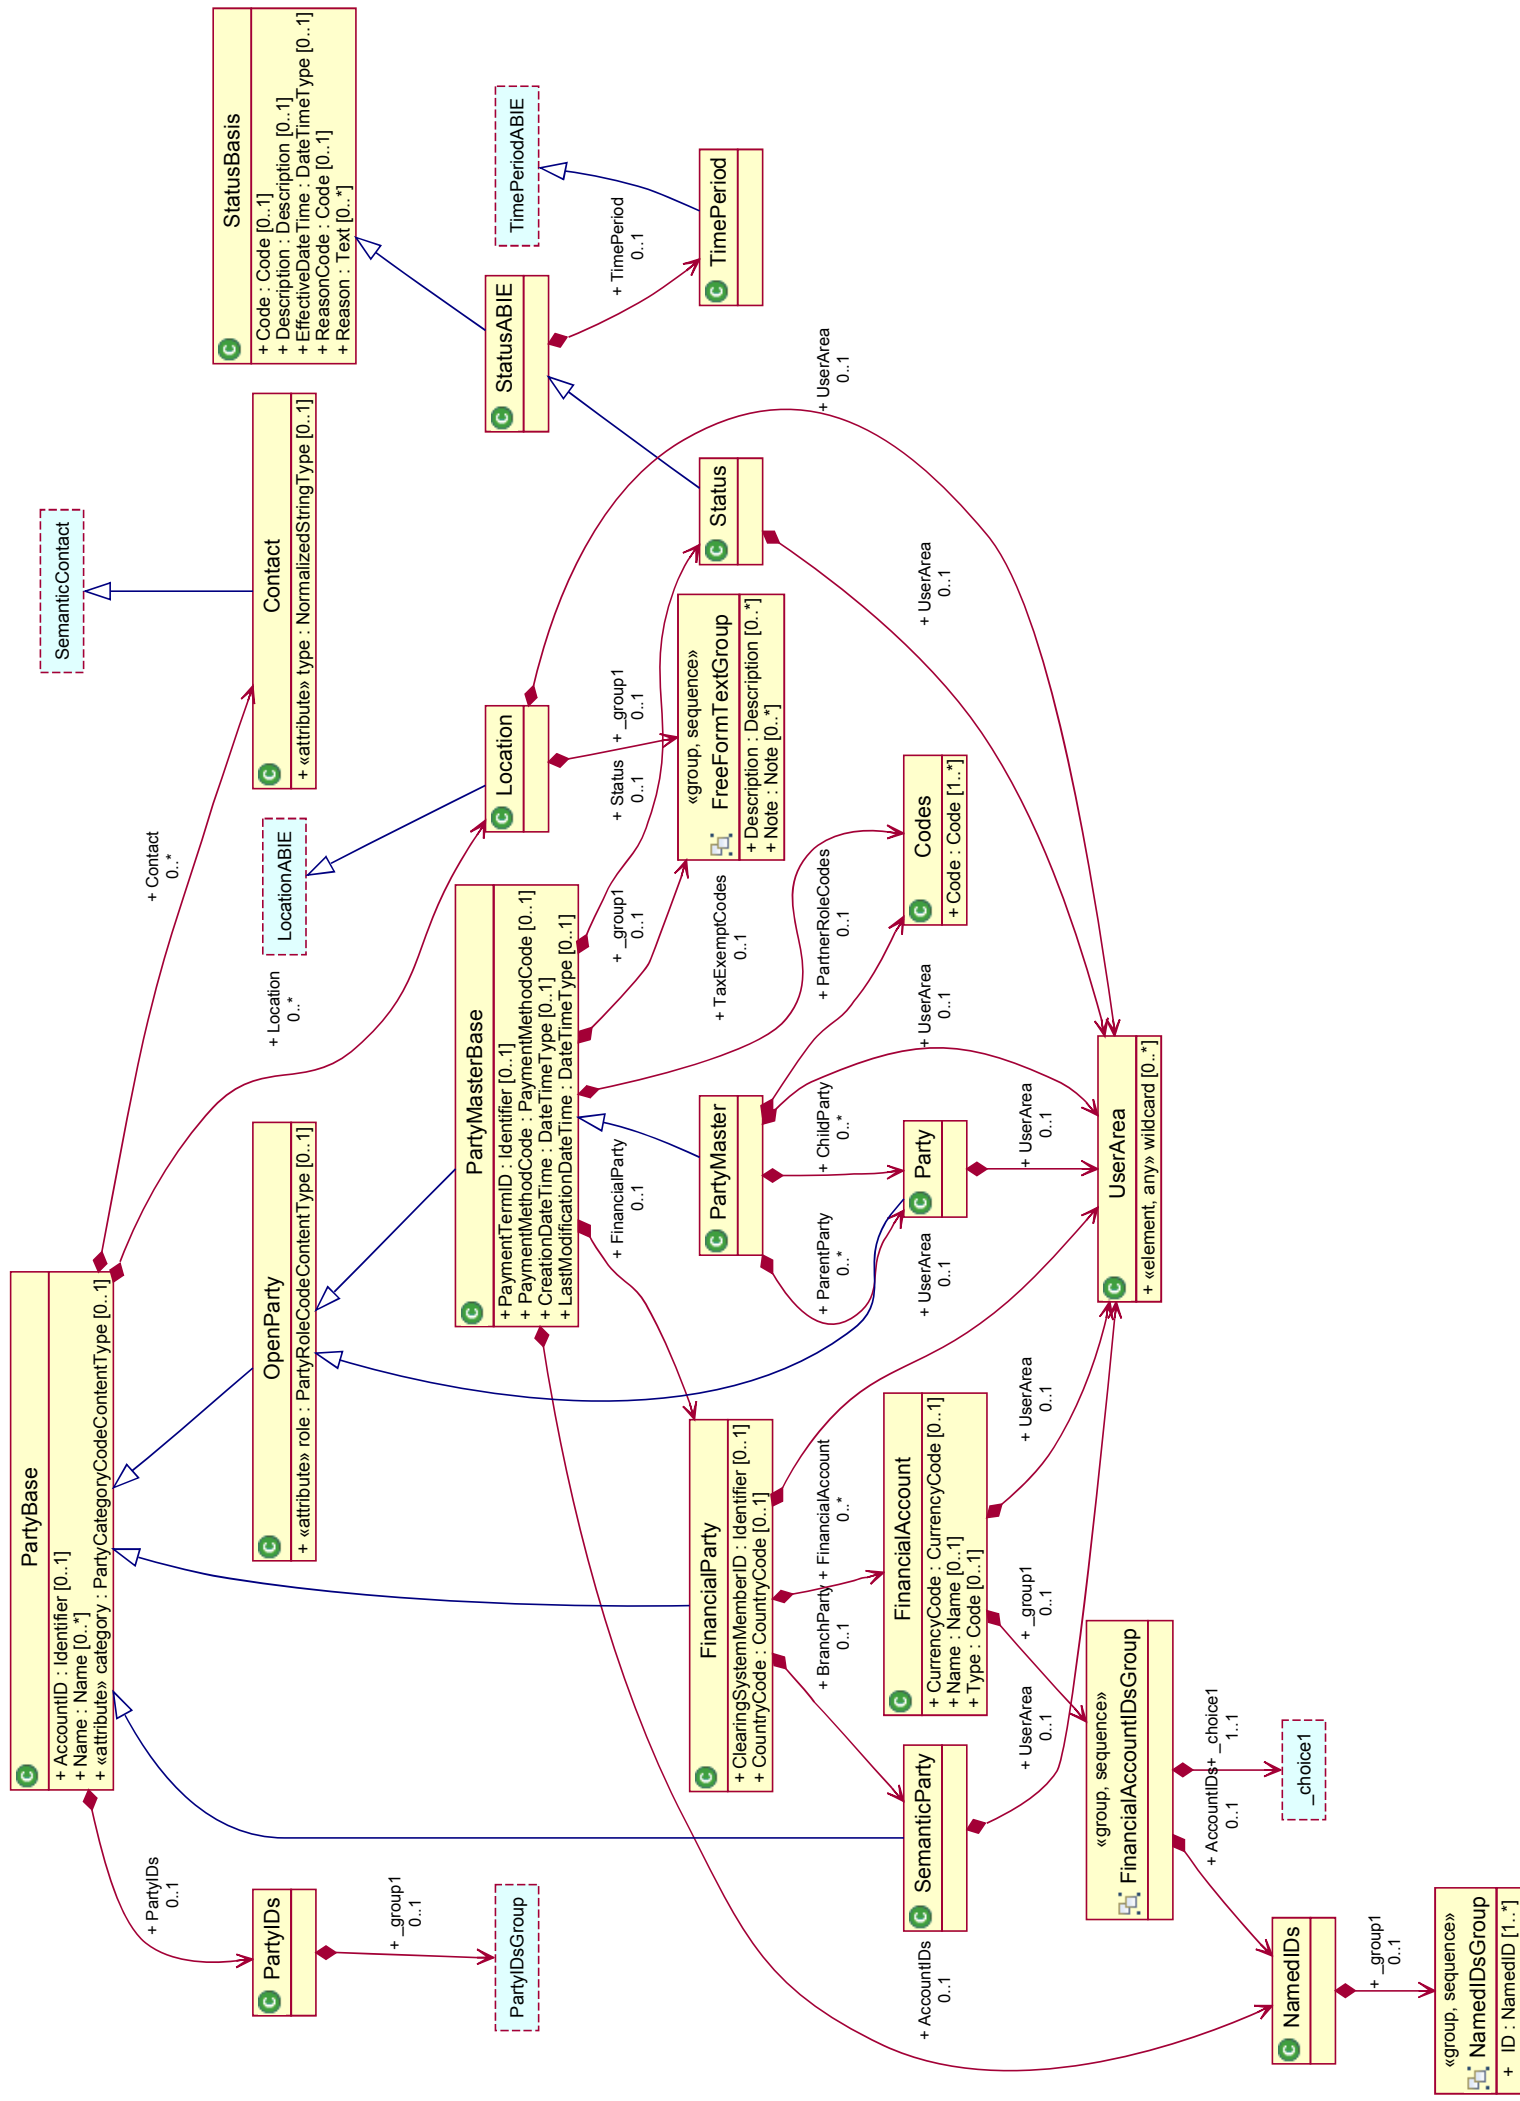 PartyBase
+ AccountID : Identifier [0..1]
+ Name : Name [0..*]
+ «attribute» category : PartyCategoryCodeContentType [0..1]
+ PartyIDs
0..1
PartyIDs
+ _group1
0..1
PartyIDsGroup
+ Contact
0..*
SemanticContact
Contact
+ «attribute» type : NormalizedStringType [0..1]
+ Location
0..*
LocationABIE
Location
OpenParty
+ «attribute» role : PartyRoleCodeContentType [0..1]
StatusBasis
+ Code : Code [0..1]
+ Description : Description [0..1]
+ EffectiveDateTime : DateTimeType [0..1]
+ ReasonCode : Code [0..1]
+ Reason : Text [0..*]
StatusABIE
TimePeriodABIE
+ TimePeriod
0..1
TimePeriod
PartyMasterBase
+ PaymentTermID : Identifier [0..1]
+ PaymentMethodCode : PaymentMethodCode [0..1]
+ CreationDateTime : DateTimeType [0..1]
+ LastModificationDateTime : DateTimeType [0..1]
+ FinancialParty
0..1
+ _group1
0..1
+ Status
0..1
+ _group1
0..1
Status
«group, sequence»
FreeFormTextGroup
+ Description : Description [0..*]
+ Note : Note [0..*]
+ TaxExemptCodes
0..1
+ PartnerRoleCodes
0..1
+ UserArea
0..1
Codes
+ Code : Code [1..*]
PartyMaster
+ ParentParty
0..*
+ ChildParty
0..*
Party
+ UserArea
0..1
+ UserArea
0..1
+ UserArea
0..1
+ UserArea
0..1
UserArea
+ «element, any» wildcard [0..*]
FinancialParty
+ ClearingSystemMemberID : Identifier [0..1]
+ CountryCode : CountryCode [0..1]
+ BranchParty
0..1
+ FinancialAccount
0..*
FinancialAccount
+ CurrencyCode : CurrencyCode [0..1]
+ Name : Name [0..1]
+ Type : Code [0..1]
+ UserArea
0..1
+ _group1
0..1
SemanticParty
+ UserArea
0..1
+ AccountIDs
0..1
«group, sequence»
FinancialAccountIDsGroup
+ AccountIDs
0..1
+ _choice1
1..1
_choice1
NamedIDs
+ _group1
0..1
«group, sequence»
NamedIDsGroup
+ ID : NamedID [1..*]